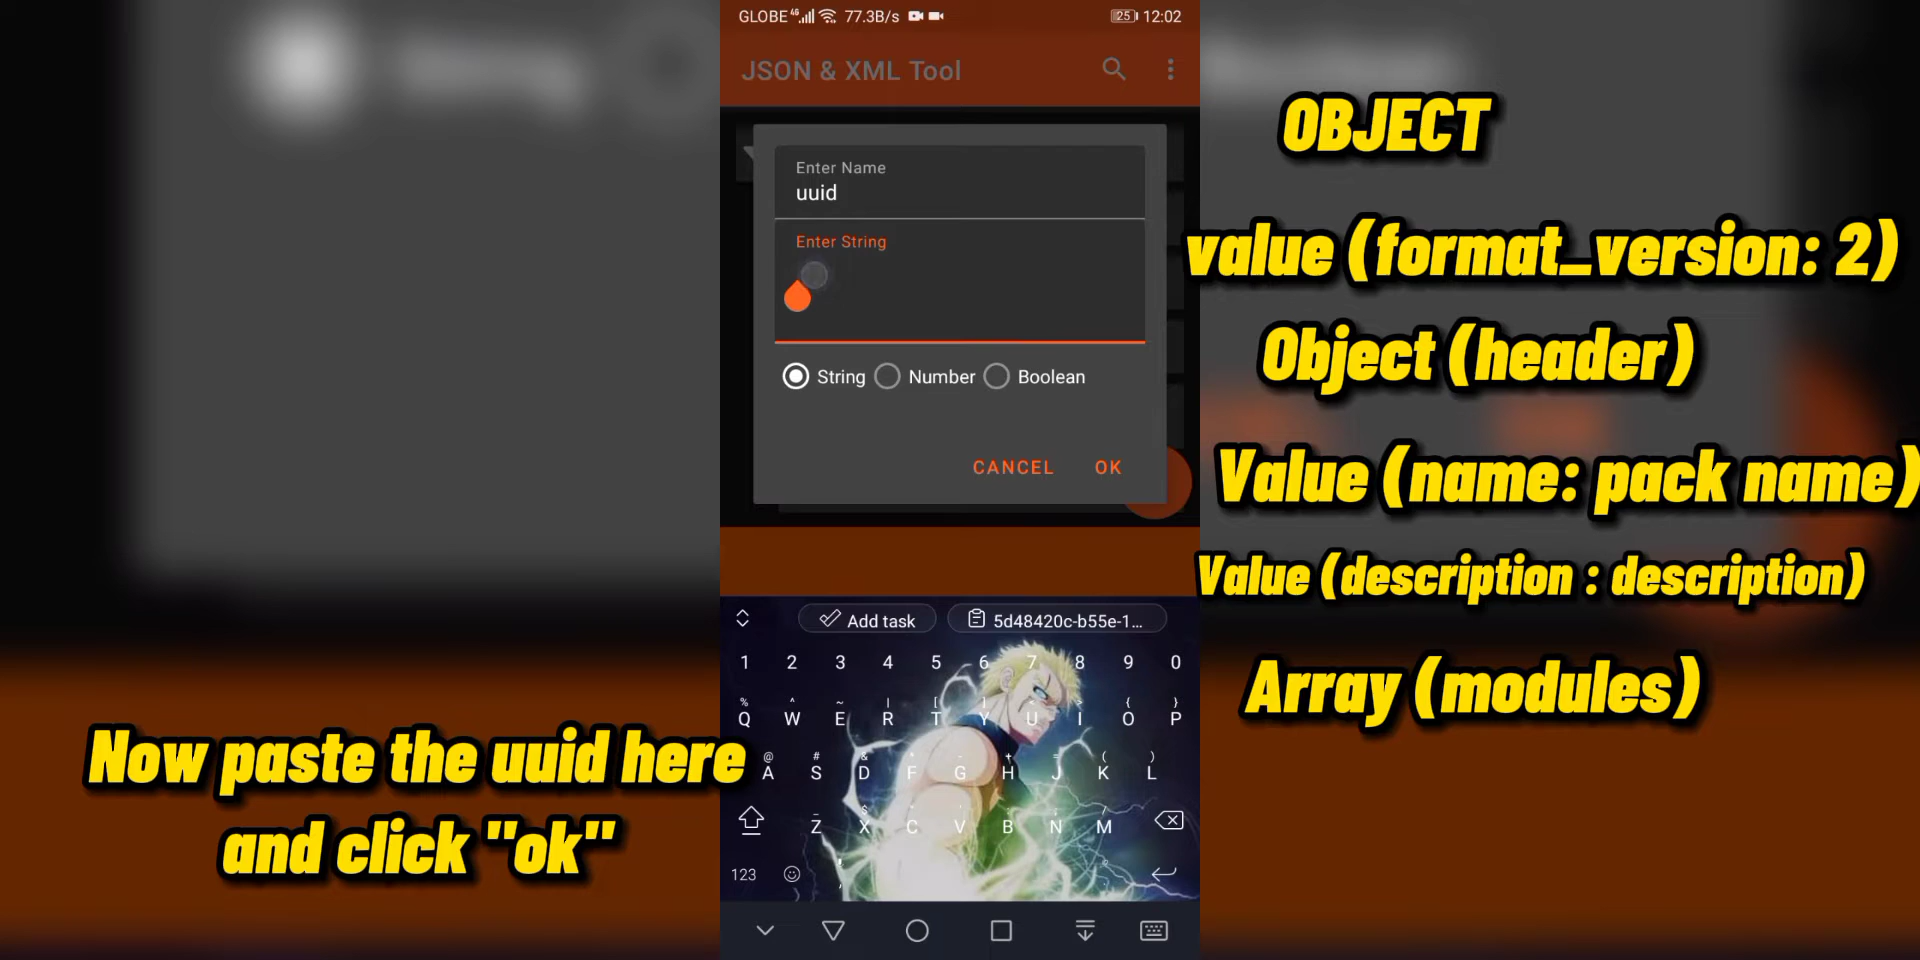 GLOBE 4G 77.3B/s 25 12:02
JSON & XML Tool
Enter Name
uuid
Enter String
String Number Boolean
CANCEL OK
Add task 5d48420c-b55e-1...
1 2 3 4 5 6 7 8 9 0
Q W E R T Y U I O P
A S D F G H J K L
Z X C V B N M
123
OBJECT
value (format_version: 2)
Object (header)
Value (name: pack name)
Value (description : description)
Array (modules)
Now paste the uuid here
and click "ok"